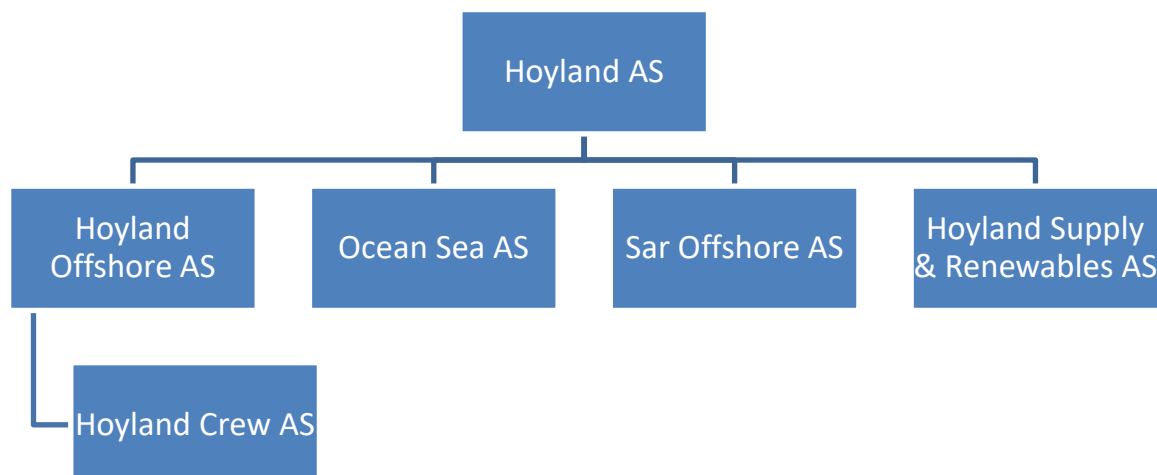 Hoyland AS
Hoyland
Offshore AS
Ocean Sea AS
Sar Offshore AS
Hoyland Supply
& Renewables AS
Hoyland Crew AS